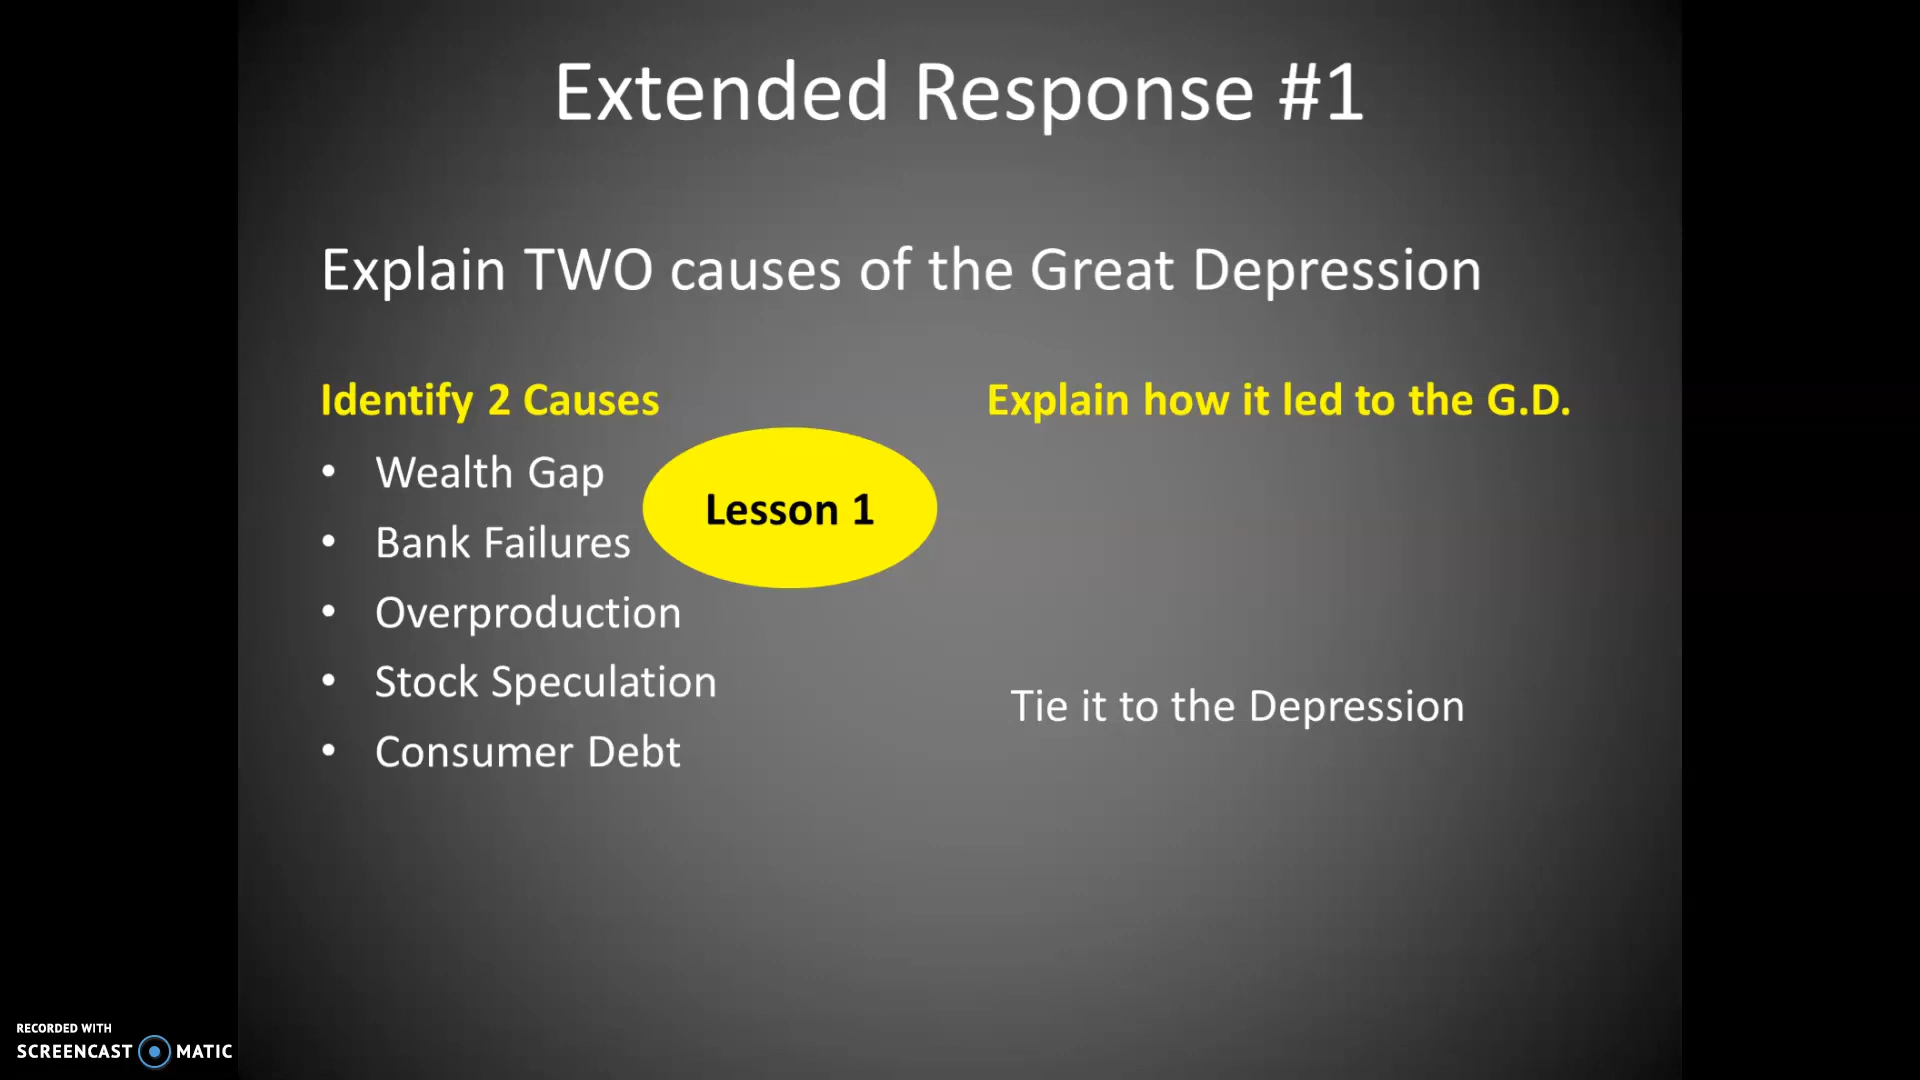 Extended Response #1
Explain TWO causes of the Great Depression
Identify 2 Causes
• Wealth Gap
• Bank Failures
• Overproduction
• Stock Speculation
• Consumer Debt
Lesson 1
Explain how it led to the G.D.
Tie it to the Depression
RECORDED WITH
SCREENCAST MATIC